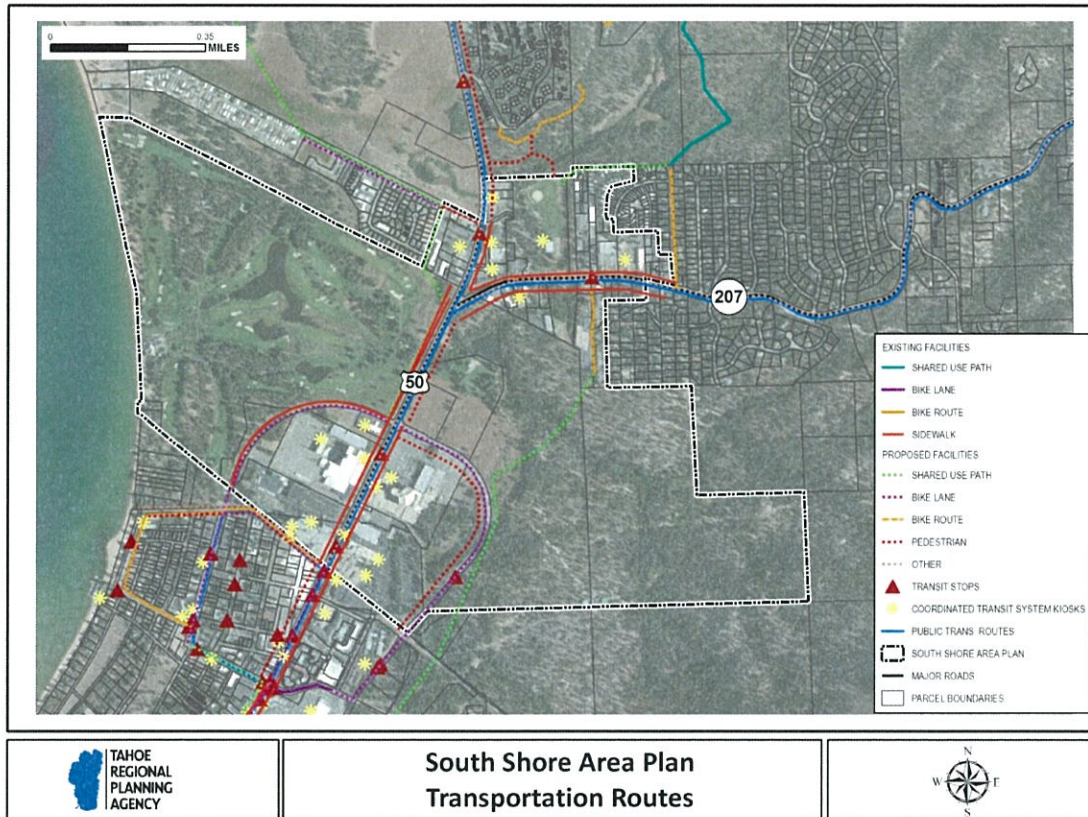 0
0.35
MILES
207
50
EXISTING FACILITIES
SHARED USE PATH
BIKE LANE
BIKE ROUTE
SIDEWALK
PROPOSED FACILITIES
SHARED USE PATH
BIKE LANE
BIKE ROUTE
PEDESTRIAN
OTHER
TRANSIT STOPS
COORDINATED TRANSIT SYSTEM KIOSKS
PUBLIC TRANS. ROUTES
SOUTH SHORE AREA PLAN
MAJOR ROADS
PARCEL BOUNDARIES
TAHOE
REGIONAL
PLANNING
AGENCY
South Shore Area Plan
Transportation Routes
N
W
E
S